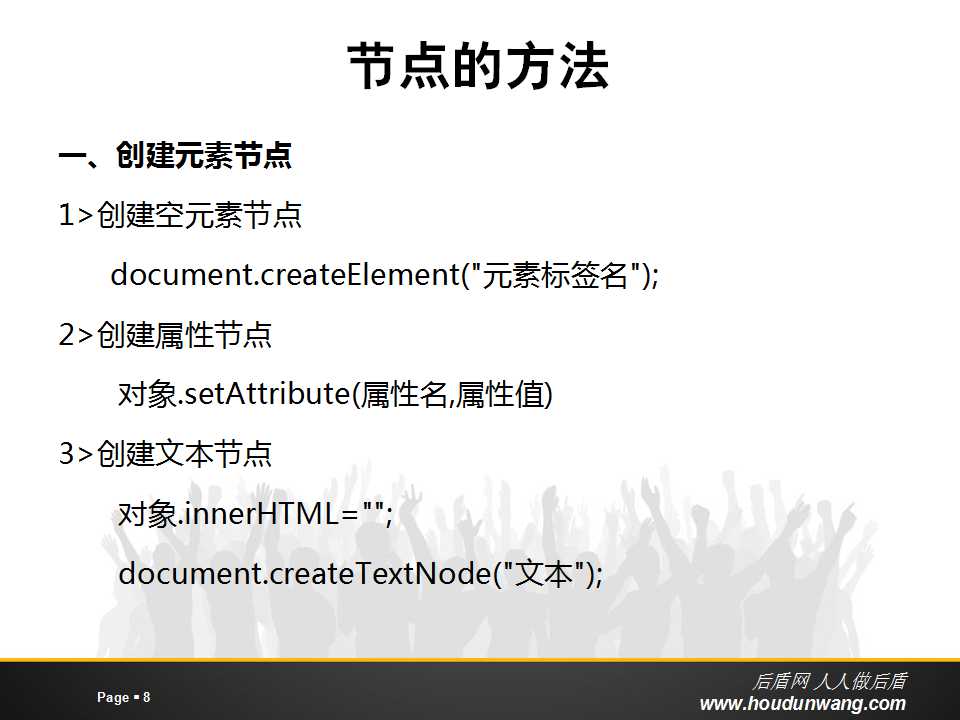 节点的方法
一、创建元素节点
1>创建空元素节点
document.createElement("元素标签名");
2>创建属性节点
对象.setAttribute(属性名,属性值)
3>创建文本节点
对象.innerHTML="";
document.createTextNode("文本");
Page ▪ 8
后盾网 人人做后盾
www.houdunwang.com